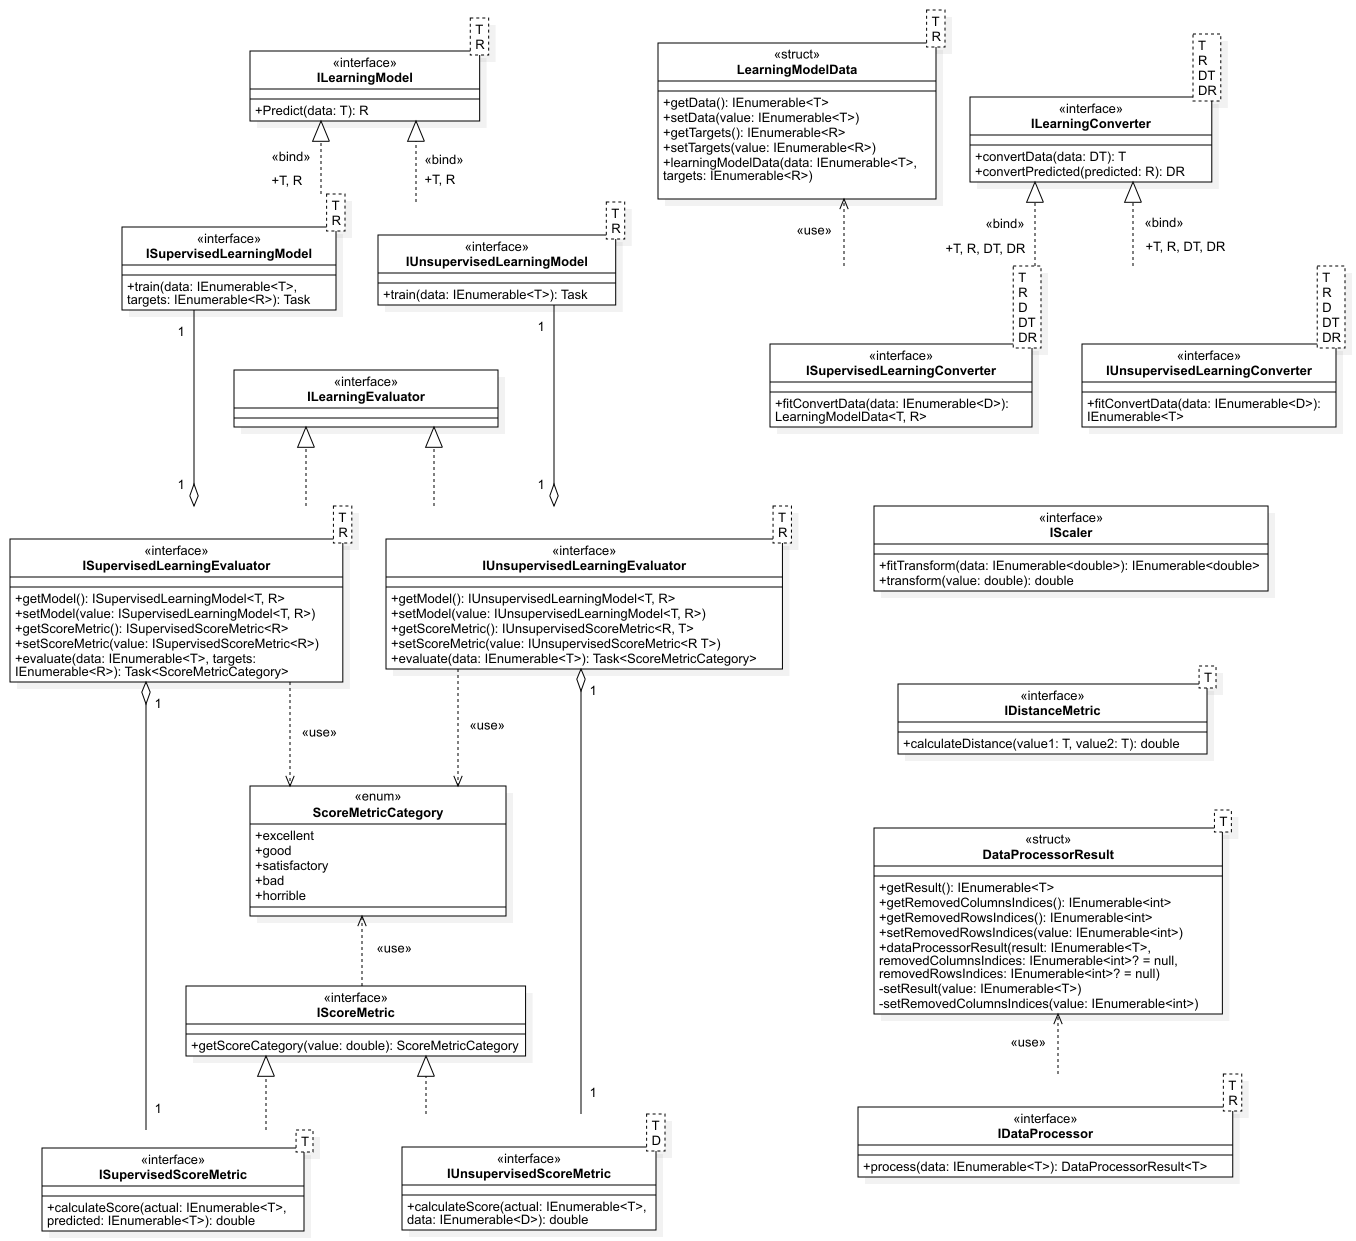 T
R
«interface»
ILearningModel
+Predict(data: T): R
«bind»
+T, R
«bind»
+T, R
T
R
«interface»
ISupervisedLearningModel
+train(data: IEnumerable<T>,
targets: IEnumerable<R>): Task
1
1
T
R
«interface»
IUnsupervisedLearningModel
+train(data: IEnumerable<T>): Task
1
1
«interface»
ILearningEvaluator
T
R
«interface»
ISupervisedLearningEvaluator
+getModel(): ISupervisedLearningModel<T, R>
+setModel(value: ISupervisedLearningModel<T, R>)
+getScoreMetric(): ISupervisedScoreMetric<R>
+setScoreMetric(value: ISupervisedScoreMetric<R>)
+evaluate(data: IEnumerable<T>, targets:
IEnumerable<R>): Task<ScoreMetricCategory>
1
«use»
T
R
«interface»
IUnsupervisedLearningEvaluator
+getModel(): IUnsupervisedLearningModel<T, R>
+setModel(value: IUnsupervisedLearningModel<T, R>)
+getScoreMetric(): IUnsupervisedScoreMetric<R, T>
+setScoreMetric(value: IUnsupervisedScoreMetric<R T>)
+evaluate(data: IEnumerable<T>): Task<ScoreMetricCategory>
1
«use»
«enum»
ScoreMetricCategory
+excellent
+good
+satisfactory
+bad
+horrible
«use»
«interface»
IScoreMetric
+getScoreCategory(value: double): ScoreMetricCategory
1
1
T
«interface»
ISupervisedScoreMetric
+calculateScore(actual: IEnumerable<T>,
predicted: IEnumerable<T>): double
T
D
«interface»
IUnsupervisedScoreMetric
+calculateScore(actual: IEnumerable<T>,
data: IEnumerable<D>): double
T
R
«struct»
LearningModelData
+getData(): IEnumerable<T>
+setData(value: IEnumerable<T>)
+getTargets(): IEnumerable<R>
+setTargets(value: IEnumerable<R>)
+learningModelData(data: IEnumerable<T>,
targets: IEnumerable<R>)
«use»
T
R
DT
DR
«interface»
ILearningConverter
+convertData(data: DT): T
+convertPredicted(predicted: R): DR
«bind»
+T, R, DT, DR
«bind»
+T, R, DT, DR
T
R
D
DT
DR
«interface»
ISupervisedLearningConverter
+fitConvertData(data: IEnumerable<D>):
LearningModelData<T, R>
T
R
D
DT
DR
«interface»
IUnsupervisedLearningConverter
+fitConvertData(data: IEnumerable<D>):
IEnumerable<T>
«interface»
IScaler
+fitTransform(data: IEnumerable<double>): IEnumerable<double>
+transform(value: double): double
T
«interface»
IDistanceMetric
+calculateDistance(value1: T, value2: T): double
T
«struct»
DataProcessorResult
+getResult(): IEnumerable<T>
+getRemovedColumnsIndices(): IEnumerable<int>
+getRemovedRowsIndices(): IEnumerable<int>
+setRemovedRowsIndices(value: IEnumerable<int>)
+dataProcessorResult(result: IEnumerable<T>,
removedColumnsIndices: IEnumerable<int>? = null,
removedRowsIndices: IEnumerable<int>? = null)
-setResult(value: IEnumerable<T>)
-setRemovedColumnsIndices(value: IEnumerable<int>)
«use»
T
R
«interface»
IDataProcessor
+process(data: IEnumerable<T>): DataProcessorResult<T>